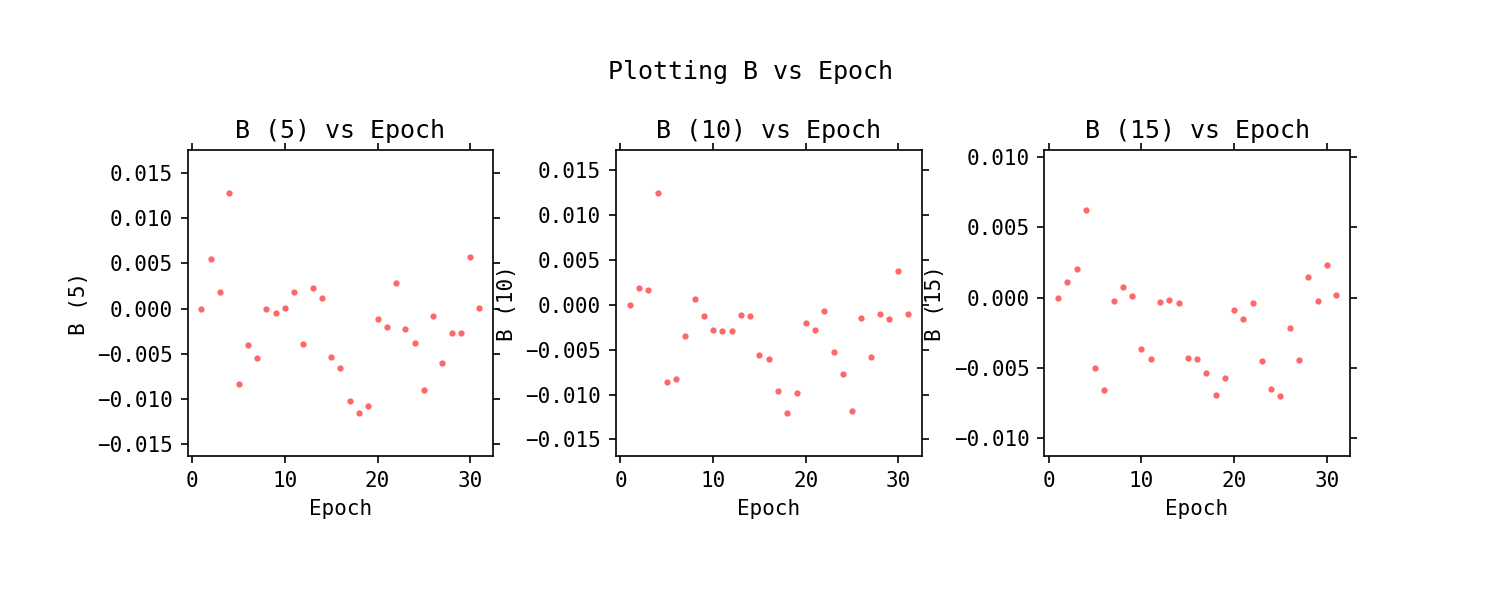 Plotting B vs Epoch
B (5) vs Epoch
B (5)
0.015
0.010
0.005
0.000
−0.005
−0.010
−0.015
0 10 20 30
Epoch
B (10) vs Epoch
B (10)
0.015
0.010
0.005
0.000
−0.005
−0.010
−0.015
0 10 20 30
Epoch
B (15) vs Epoch
B (15)
0.010
0.005
0.000
−0.005
−0.010
0 10 20 30
Epoch